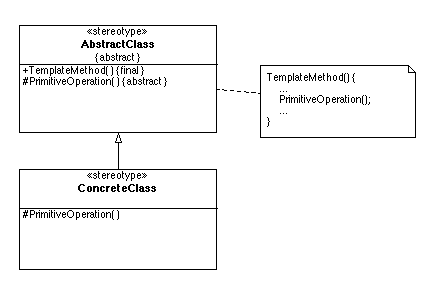 «stereotype»
AbstractClass
{abstract}
+TemplateMethod(){final}
#PrimitiveOperation(){abstract}
TemplateMethod(){
...
PrimitiveOperation();
...
}
«stereotype»
ConcreteClass
#PrimitiveOperation()